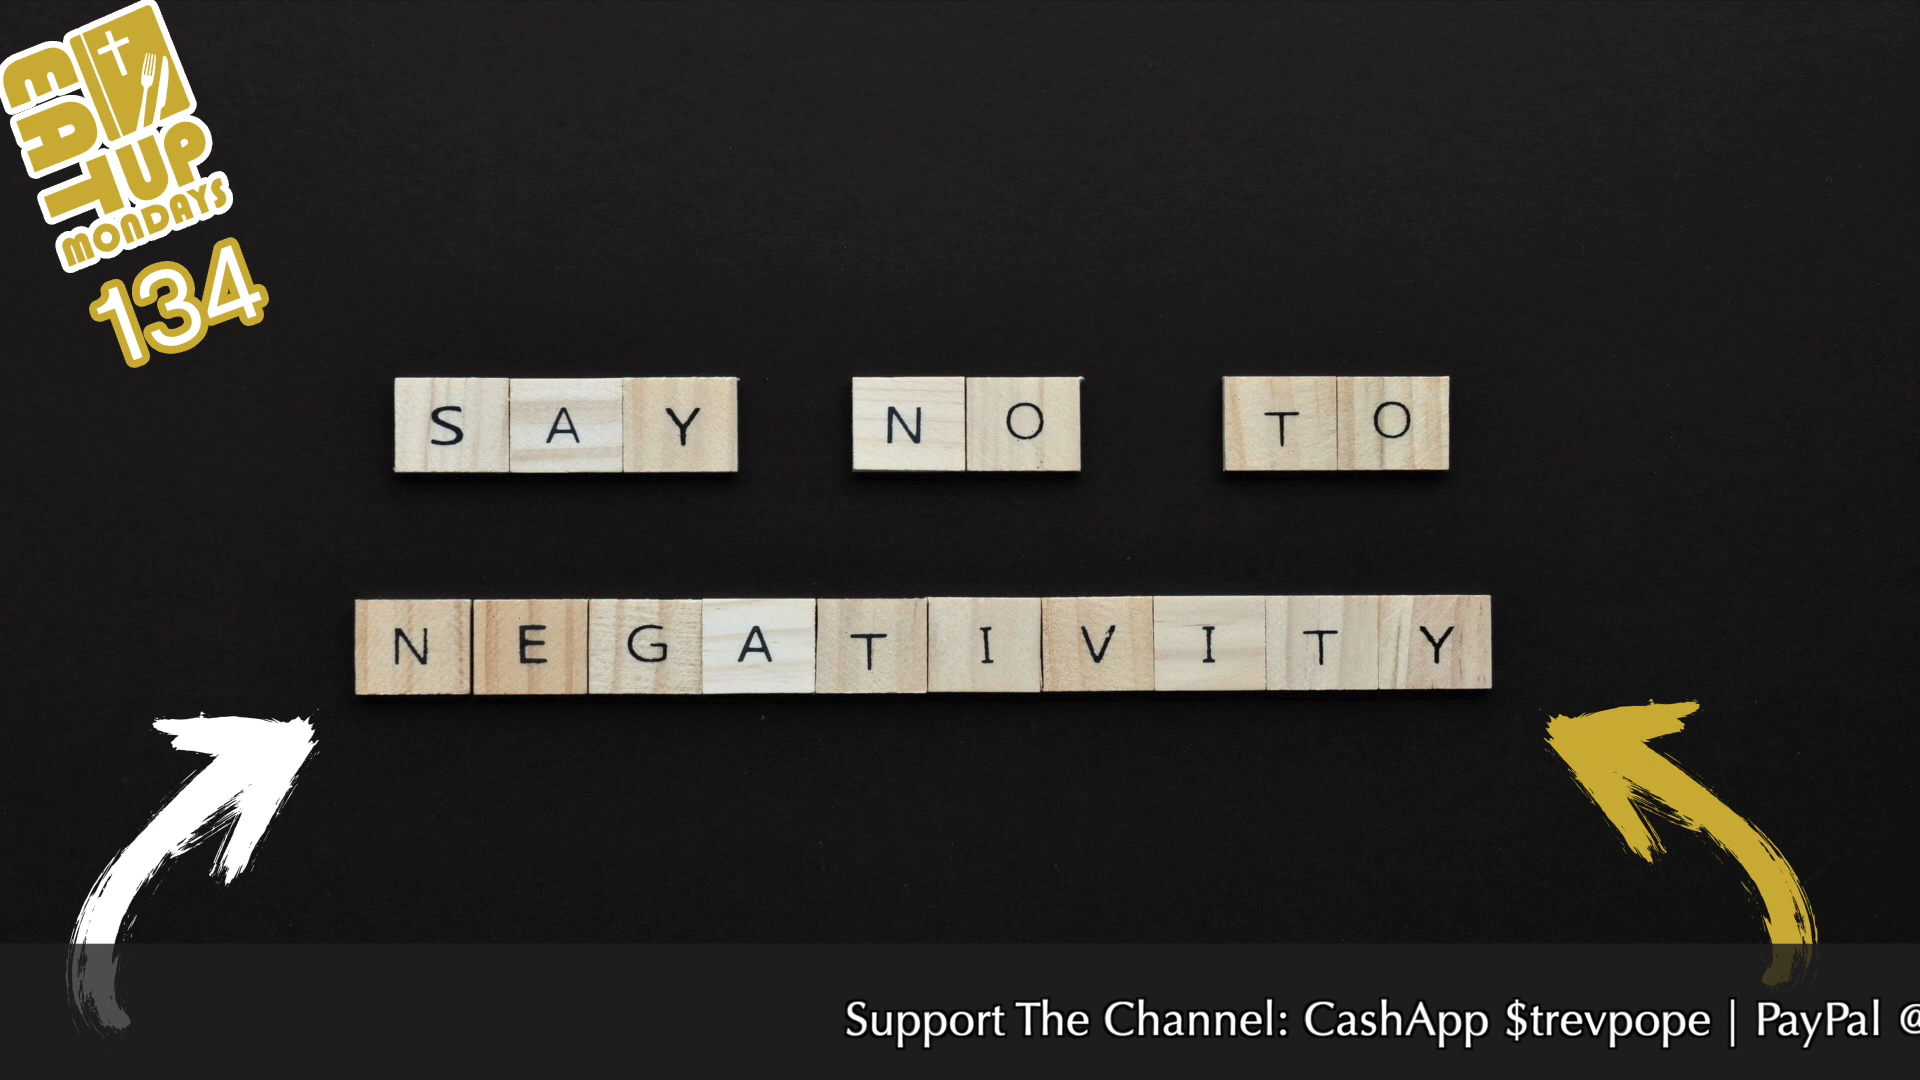 EAT UP
MONDAYS
134
SAY NO TO
NEGATIVITY
Support The Channel: CashApp $trevpope | PayPal @